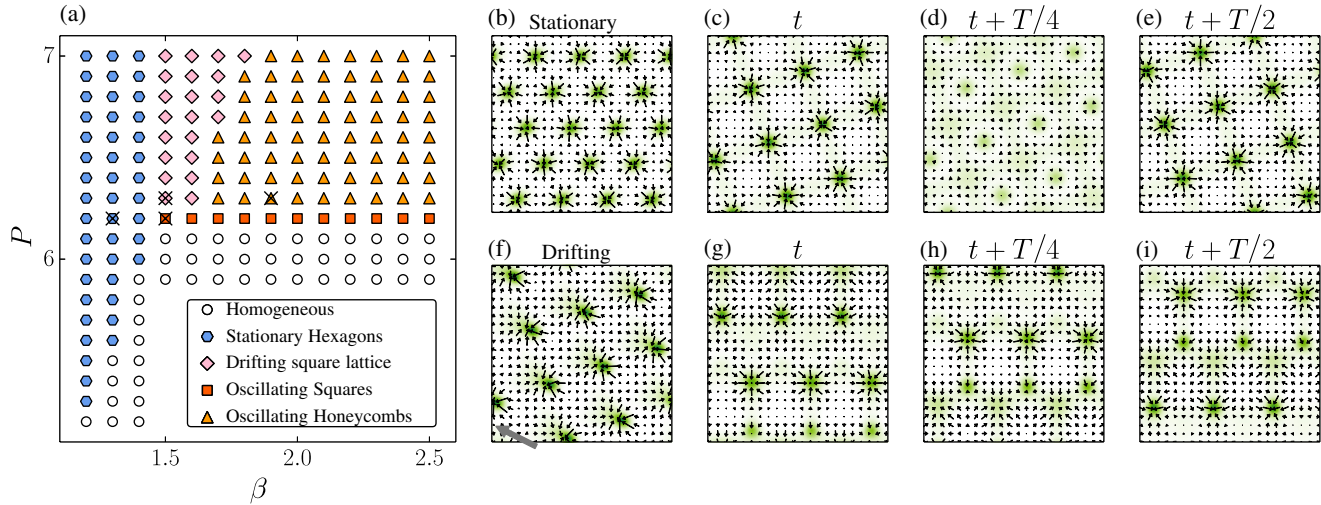 (a)
7
6
P
1.5 2.0 2.5
β
Homogeneous
Stationary Hexagons
Drifting square lattice
Oscillating Squares
Oscillating Honeycombs
(b) Stationary
(c) t
(d) t + T/4
(e) t + T/2
(f) Drifting
(g) t
(h) t + T/4
(i) t + T/2